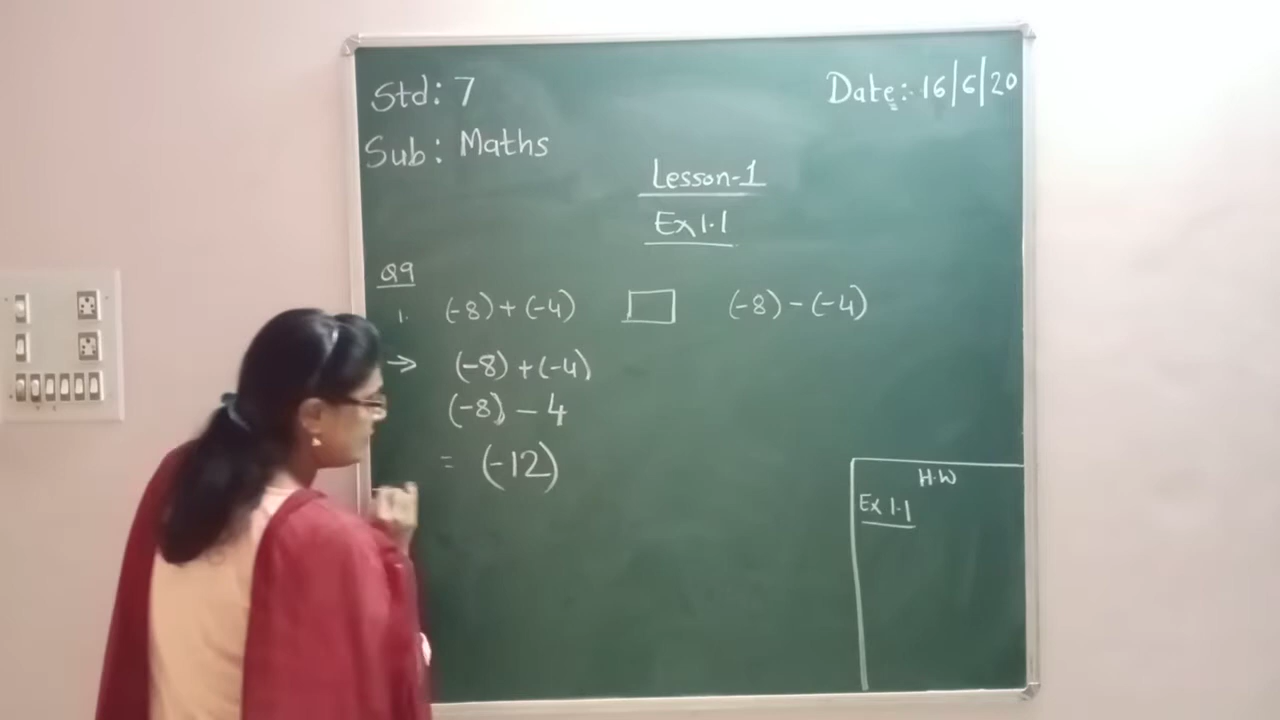 Std: 7
Date: 16/6/20
Sub: Maths
Lesson-1
Ex 1.1
Q9
1. (-8)+(-4) □ (-8)-(-4)
→ (-8)+(-4)
(-8)-4
= (-12)
H.W
Ex 1.1